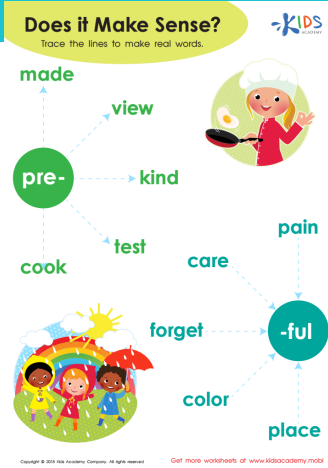 Does it Make Sense?
Trace the lines to make real words.
KIDS
ACADEMY
made
view
pre-
kind
test
cook
pain
care
forget
-ful
color
place
Copyright © 2018 Kids Academy Company. All rights reserved
Get more worksheets at www.kidsacademy.mobi